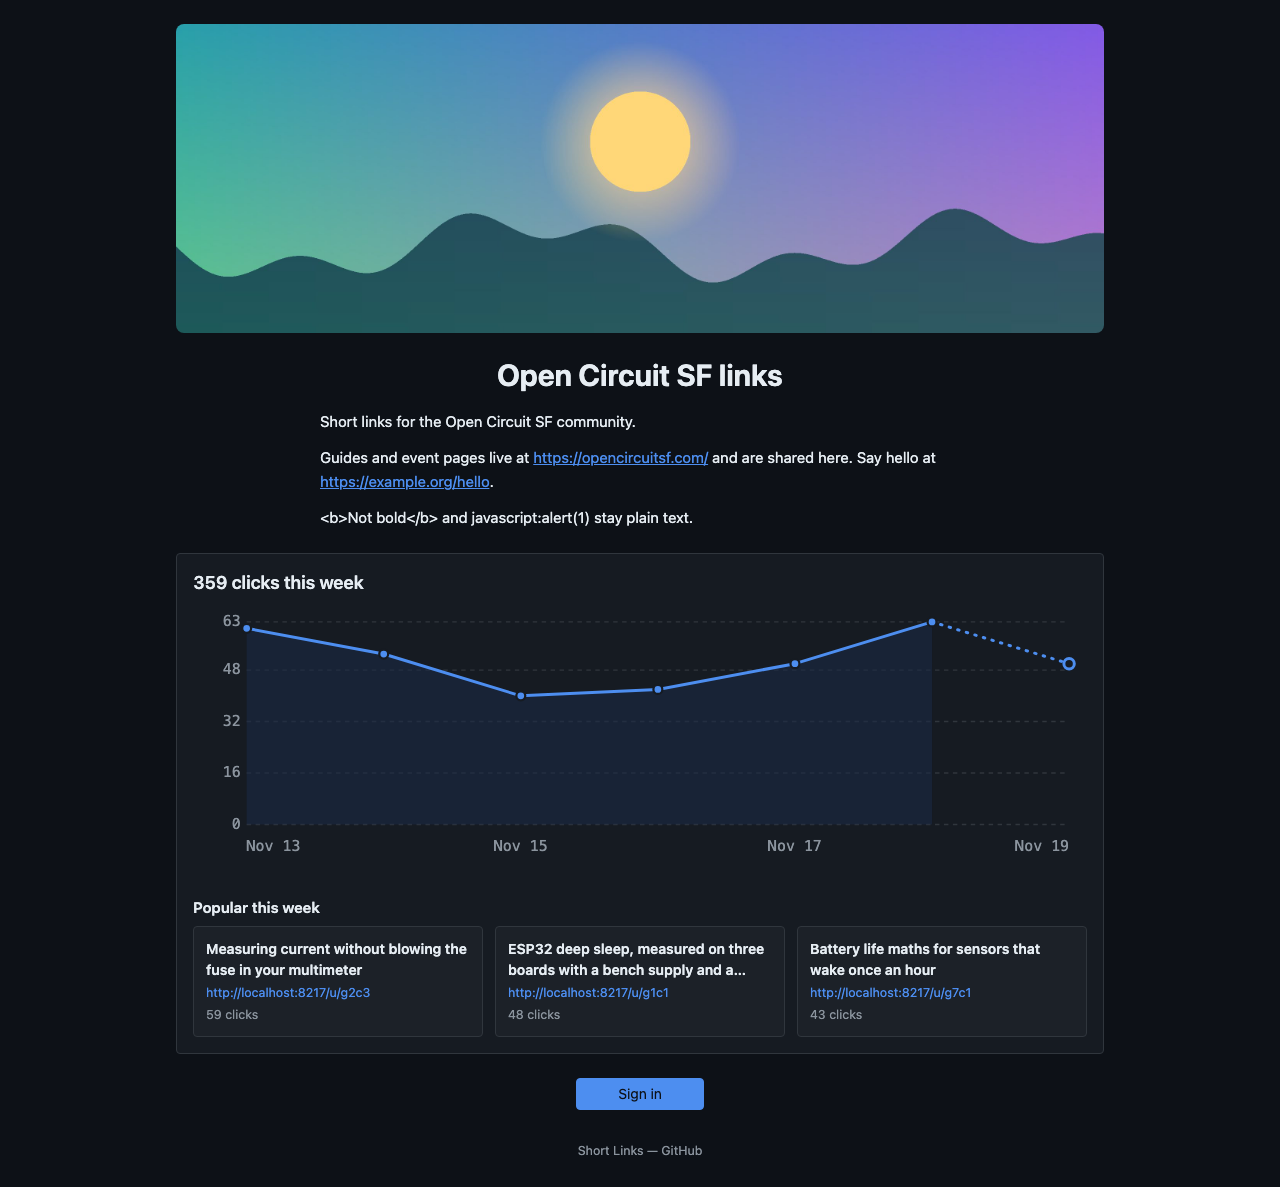 Open Circuit SF links
Short links for the Open Circuit SF community.
Guides and event pages live at https://opencircuitsf.com/ and are shared here. Say hello at
https://example.org/hello.
<b>Not bold</b> and javascript:alert(1) stay plain text.
359 clicks this week
63
48
32
16
0
Nov 13 Nov 15 Nov 17 Nov 19
Popular this week
Measuring current without blowing the
fuse in your multimeter
http://localhost:8217/u/g2c3
59 clicks
ESP32 deep sleep, measured on three
boards with a bench supply and a...
http://localhost:8217/u/g1c1
48 clicks
Battery life maths for sensors that
wake once an hour
http://localhost:8217/u/g7c1
43 clicks
Sign in
Short Links — GitHub